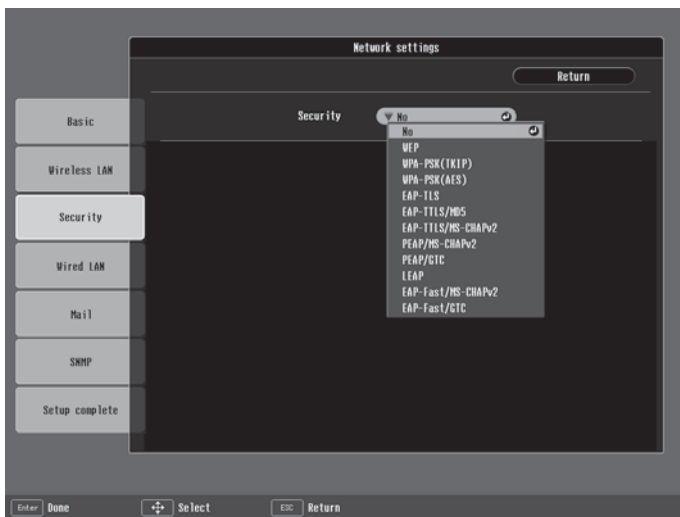 Network settings
Return
Basic
Wireless LAN
Security
Wired LAN
Mail
SNMP
Setup complete
Security No
No
WEP
WPA-PSK(TKIP)
WPA-PSK(AES)
EAP-TLS
EAP-TTLS/MD5
EAP-TTLS/MS-CHAPv2
PEAP/MS-CHAPv2
PEAP/GTC
LEAP
EAP-Fast/MS-CHAPv2
EAP-Fast/GTC
Enter Done Select ESC Return